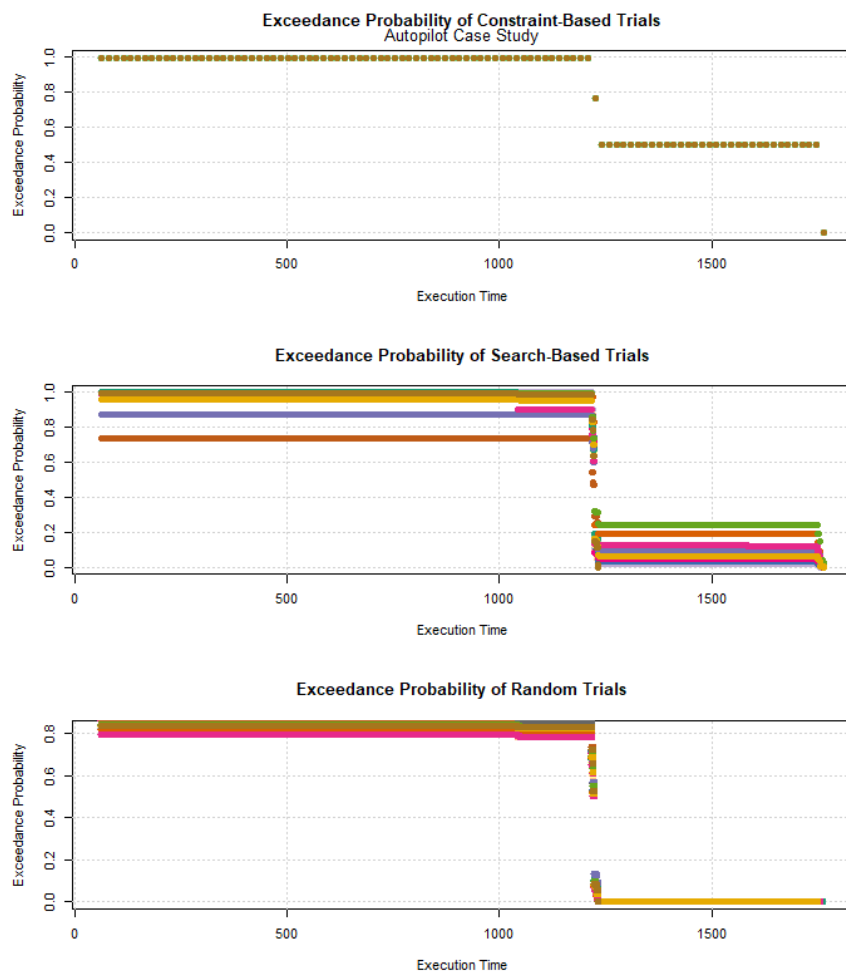 Exceedance Probability of Constraint-Based Trials
Autopilot Case Study
Exceedance Probability
1.0
0.8
0.6
0.4
0.2
0.0
0 500 1000 1500
Execution Time
Exceedance Probability of Search-Based Trials
Exceedance Probability
1.0
0.8
0.6
0.4
0.2
0.0
0 500 1000 1500
Execution Time
Exceedance Probability of Random Trials
Exceedance Probability
0.8
0.6
0.4
0.2
0.0
0 500 1000 1500
Execution Time